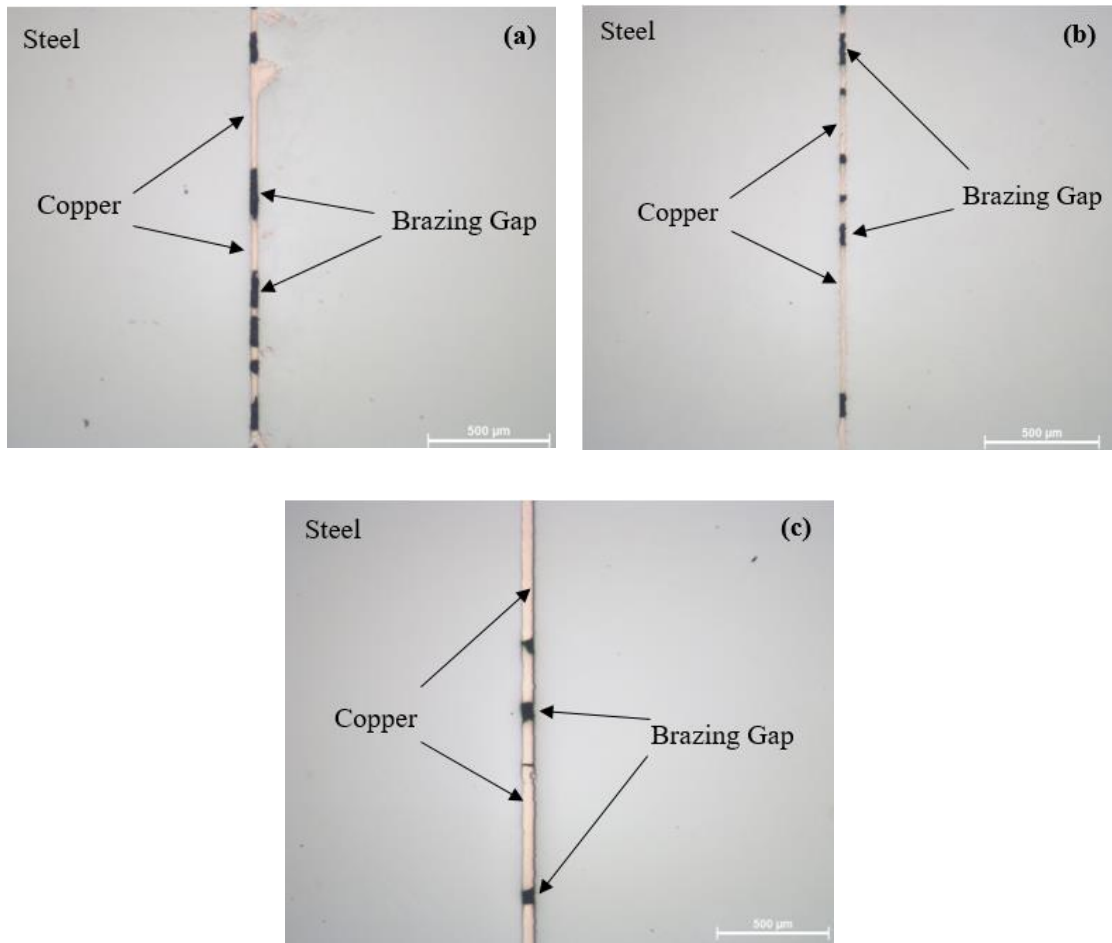 Steel
(a)
Copper
Brazing Gap
500 µm
Steel
(b)
Copper
Brazing Gap
500 µm
Steel
(c)
Copper
Brazing Gap
500 µm